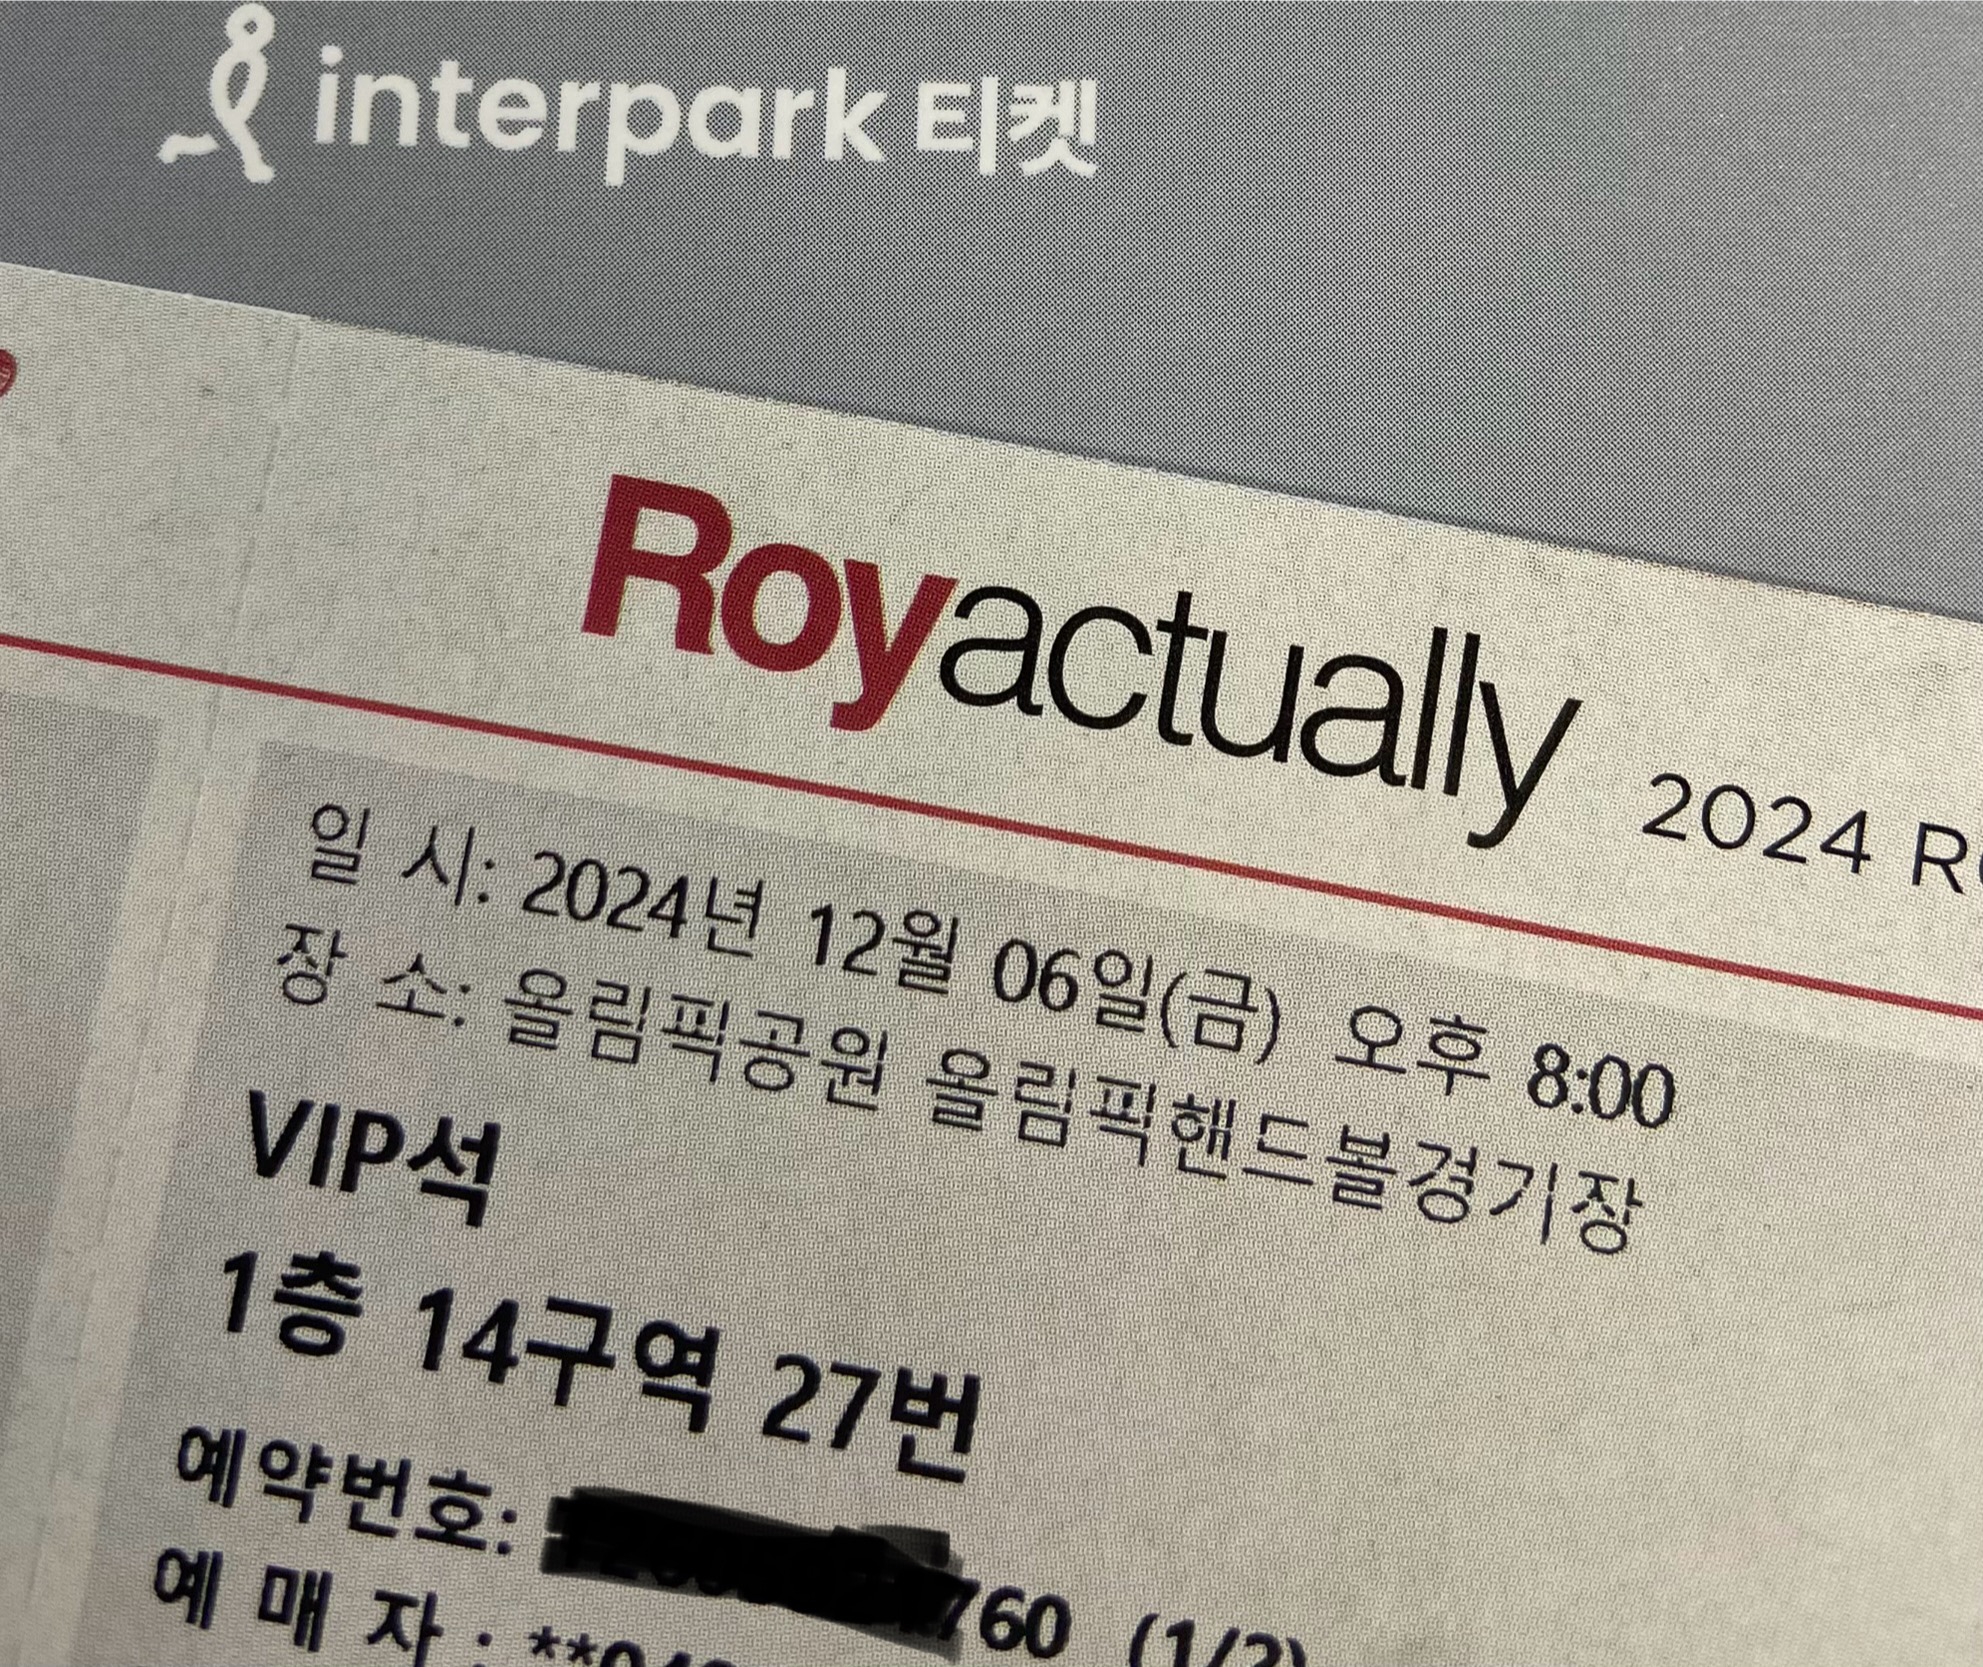 interpark 티켓
Royactually 2024 R
일 시: 2024년 12월 06일(금) 오후 8:00
장 소: 올림픽공원 올림픽핸드볼경기장
VIP석
1층 14구역 27번
예약번호: 760 (1/2)
예 매 자 :